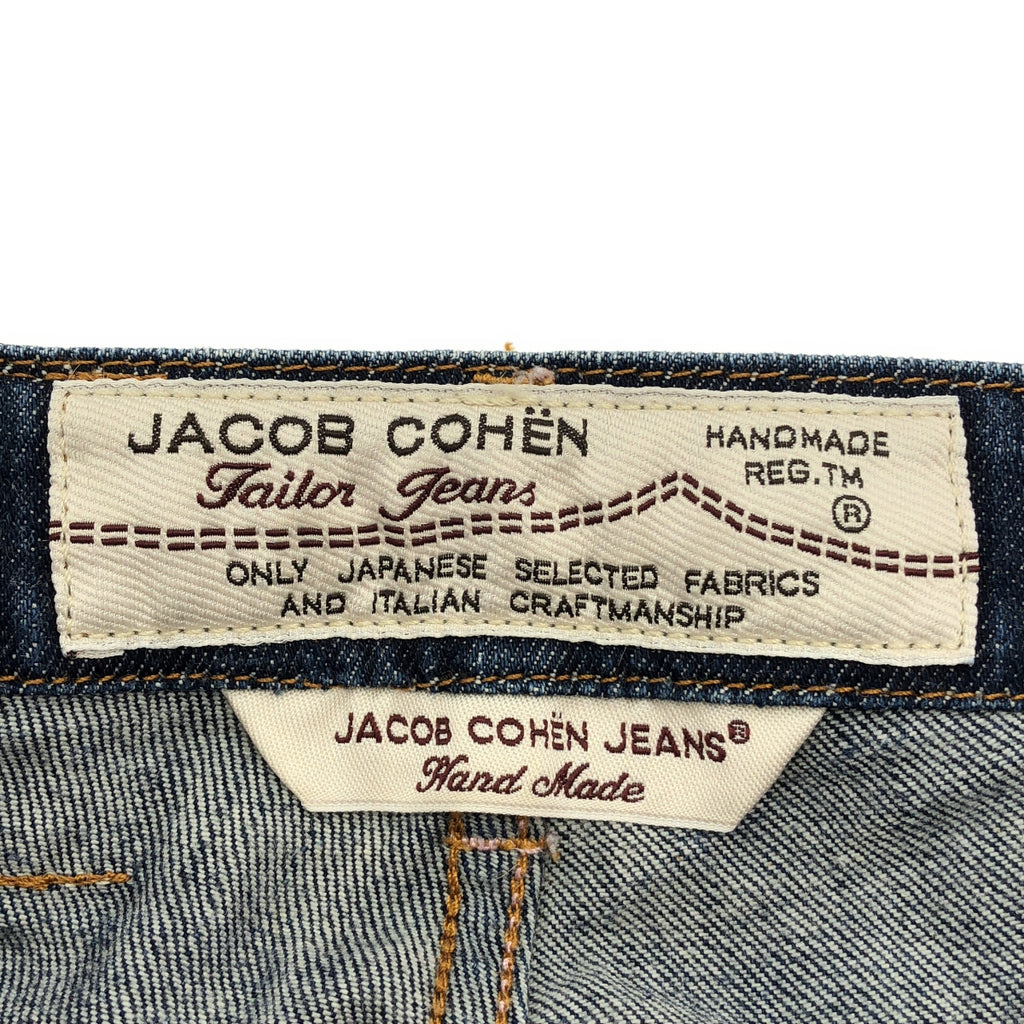 JACOB COHËN
Tailor Jeans
HANDMADE
REG.TM
®
ONLY JAPANESE SELECTED FABRICS
AND ITALIAN CRAFTMANSHIP
JACOB COHËN JEANS®
Hand Made